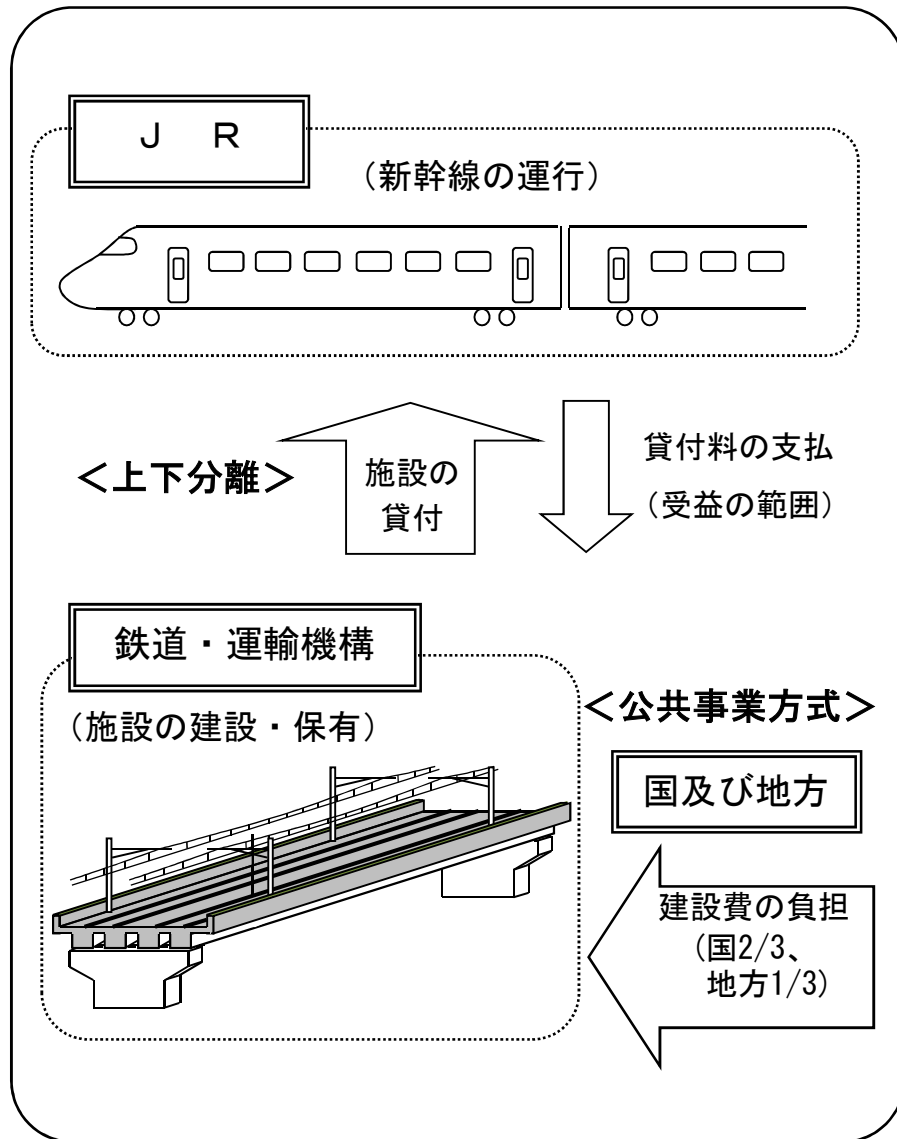 J R
(新幹線の運行)
<上下分離>
施設の
貸付
貸付料の支払
(受益の範囲)
鉄道・運輸機構
(施設の建設・保有)
<公共事業方式>
国及び地方
建設費の負担
(国2/3、
地方1/3)